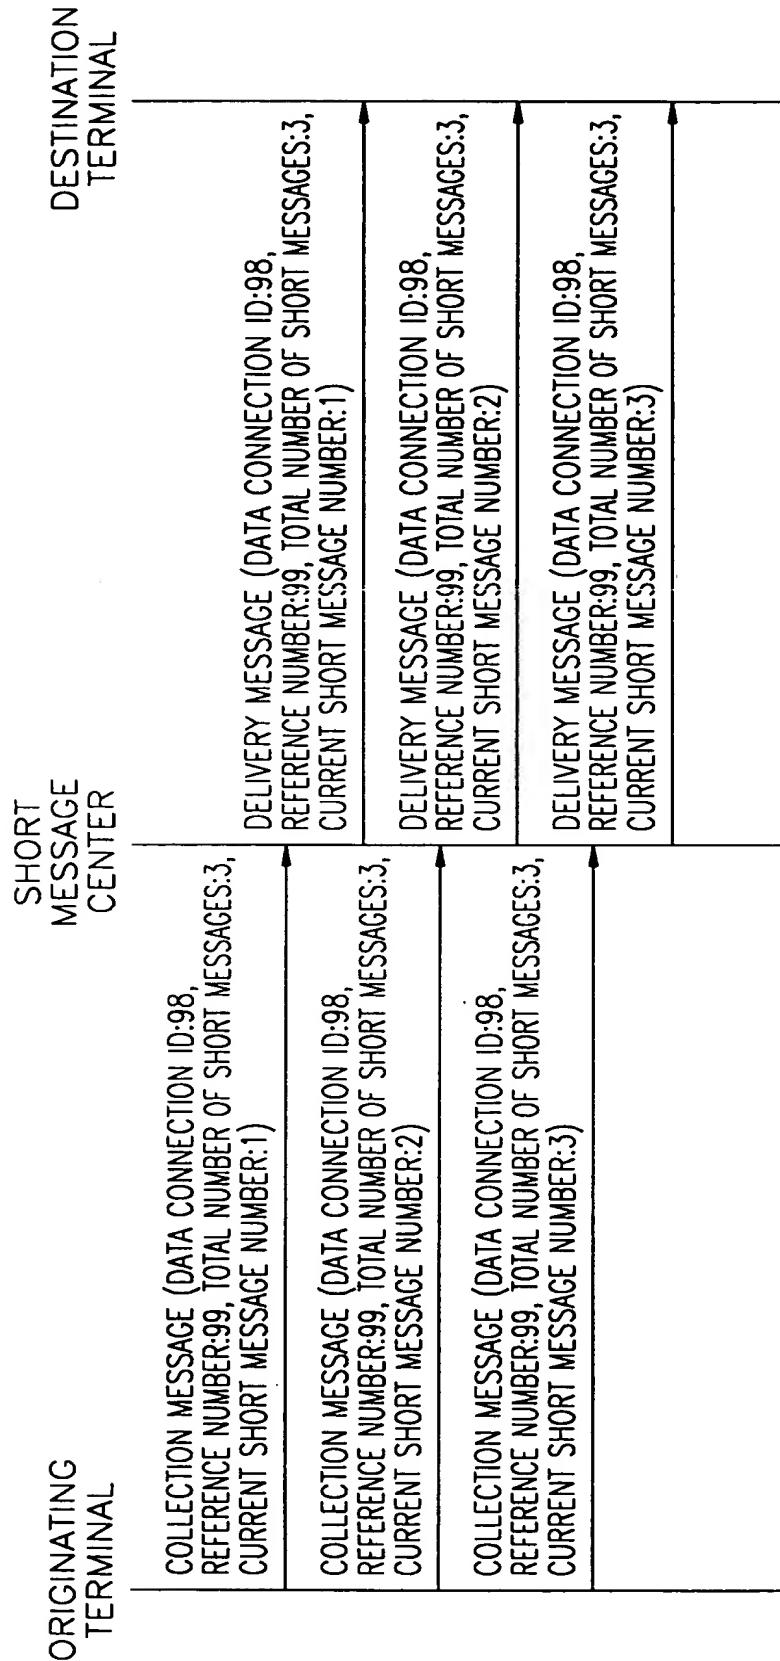 ORIGINATING
TERMINAL
SHORT
MESSAGE
CENTER
DESTINATION
TERMINAL
COLLECTION MESSAGE (DATA CONNECTION ID:98,
REFERENCE NUMBER:99, TOTAL NUMBER OF SHORT MESSAGES:3,
CURRENT SHORT MESSAGE NUMBER:1)
DELIVERY MESSAGE (DATA CONNECTION ID:98,
REFERENCE NUMBER:99, TOTAL NUMBER OF SHORT MESSAGES:3,
CURRENT SHORT MESSAGE NUMBER:1)
COLLECTION MESSAGE (DATA CONNECTION ID:98,
REFERENCE NUMBER:99, TOTAL NUMBER OF SHORT MESSAGES:3,
CURRENT SHORT MESSAGE NUMBER:2)
DELIVERY MESSAGE (DATA CONNECTION ID:98,
REFERENCE NUMBER:99, TOTAL NUMBER OF SHORT MESSAGES:3,
CURRENT SHORT MESSAGE NUMBER:2)
COLLECTION MESSAGE (DATA CONNECTION ID:98,
REFERENCE NUMBER:99, TOTAL NUMBER OF SHORT MESSAGES:3,
CURRENT SHORT MESSAGE NUMBER:3)
DELIVERY MESSAGE (DATA CONNECTION ID:98,
REFERENCE NUMBER:99, TOTAL NUMBER OF SHORT MESSAGES:3,
CURRENT SHORT MESSAGE NUMBER:3)